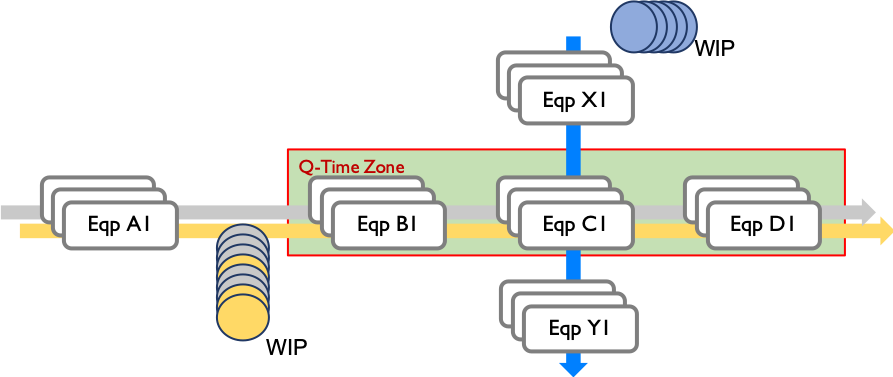 WIP
Eqp X1
Q-Time Zone
Eqp A1
Eqp B1
Eqp C1
Eqp D1
Eqp Y1
WIP